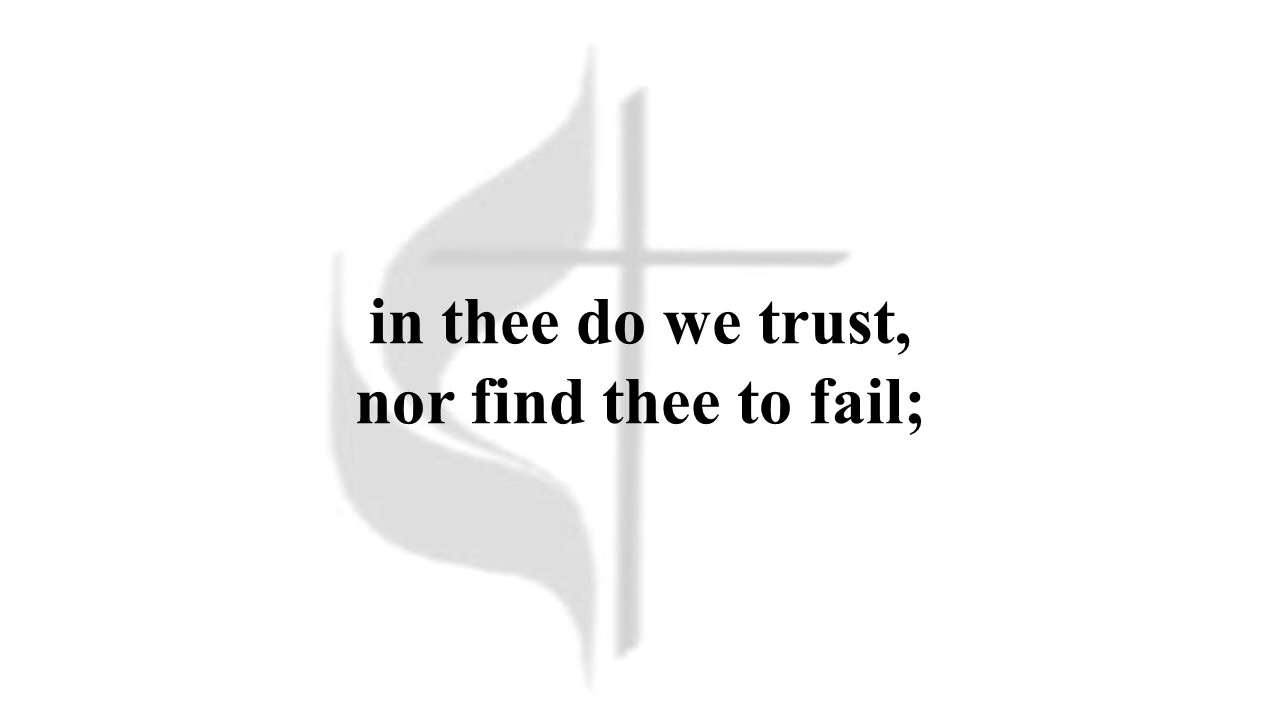 in thee do we trust,
nor find thee to fail;